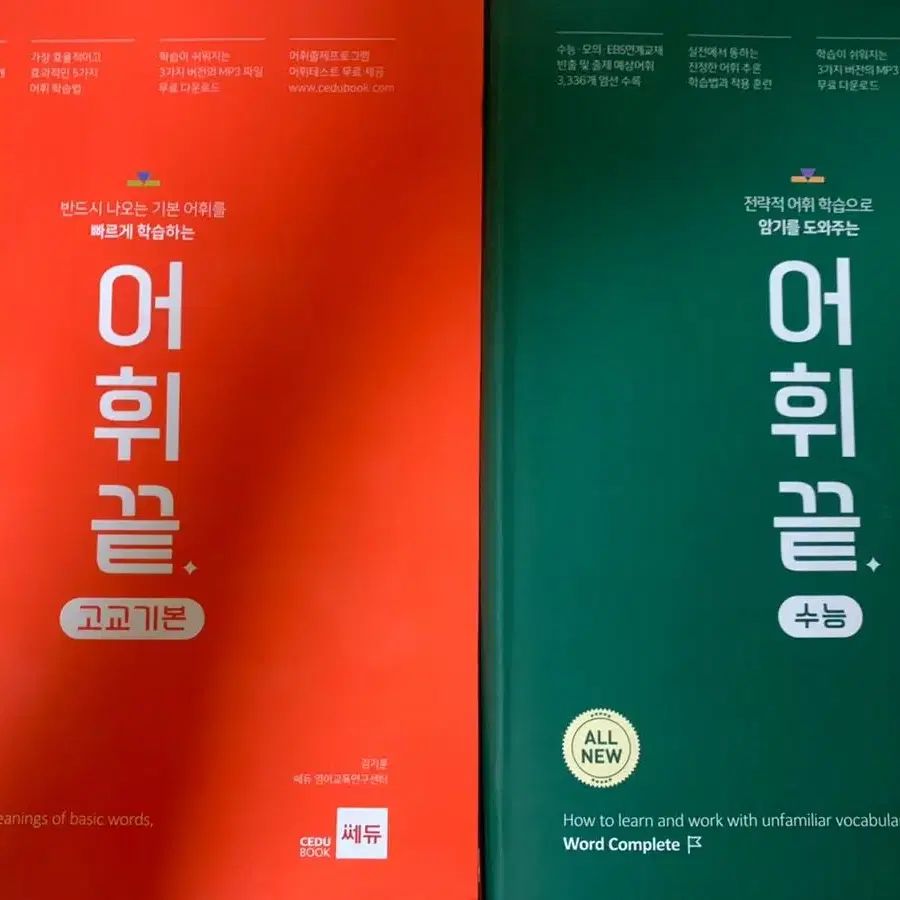 가장 효율적이고
효과적인 5가지
어휘 학습법
학습이 쉬워지는
3가지 버전의 MP3 파일
무료 다운로드
어휘출제프로그램
어휘테스트 무료 제공
www.cedubook.com
반드시 나오는 기본 어휘를
빠르게 학습하는
어
휘
끝.
고교기본
김기훈
쎄듀 영어교육연구센터
eanings of basic words,
CEDU
BOOK
쎄듀
수능·모의·EBS연계교재
빈출 및 출제 예상어휘
3,336개 엄선 수록
실전에서 통하는
진정한 어휘 추론
학습법과 적용 훈련
학습이 쉬워지는
3가지 버전의 MP3
무료 다운로드
전략적 어휘 학습으로
암기를 도와주는
어
휘
끝.
수능
ALL
NEW
How to learn and work with unfamiliar vocabula
Word Complete